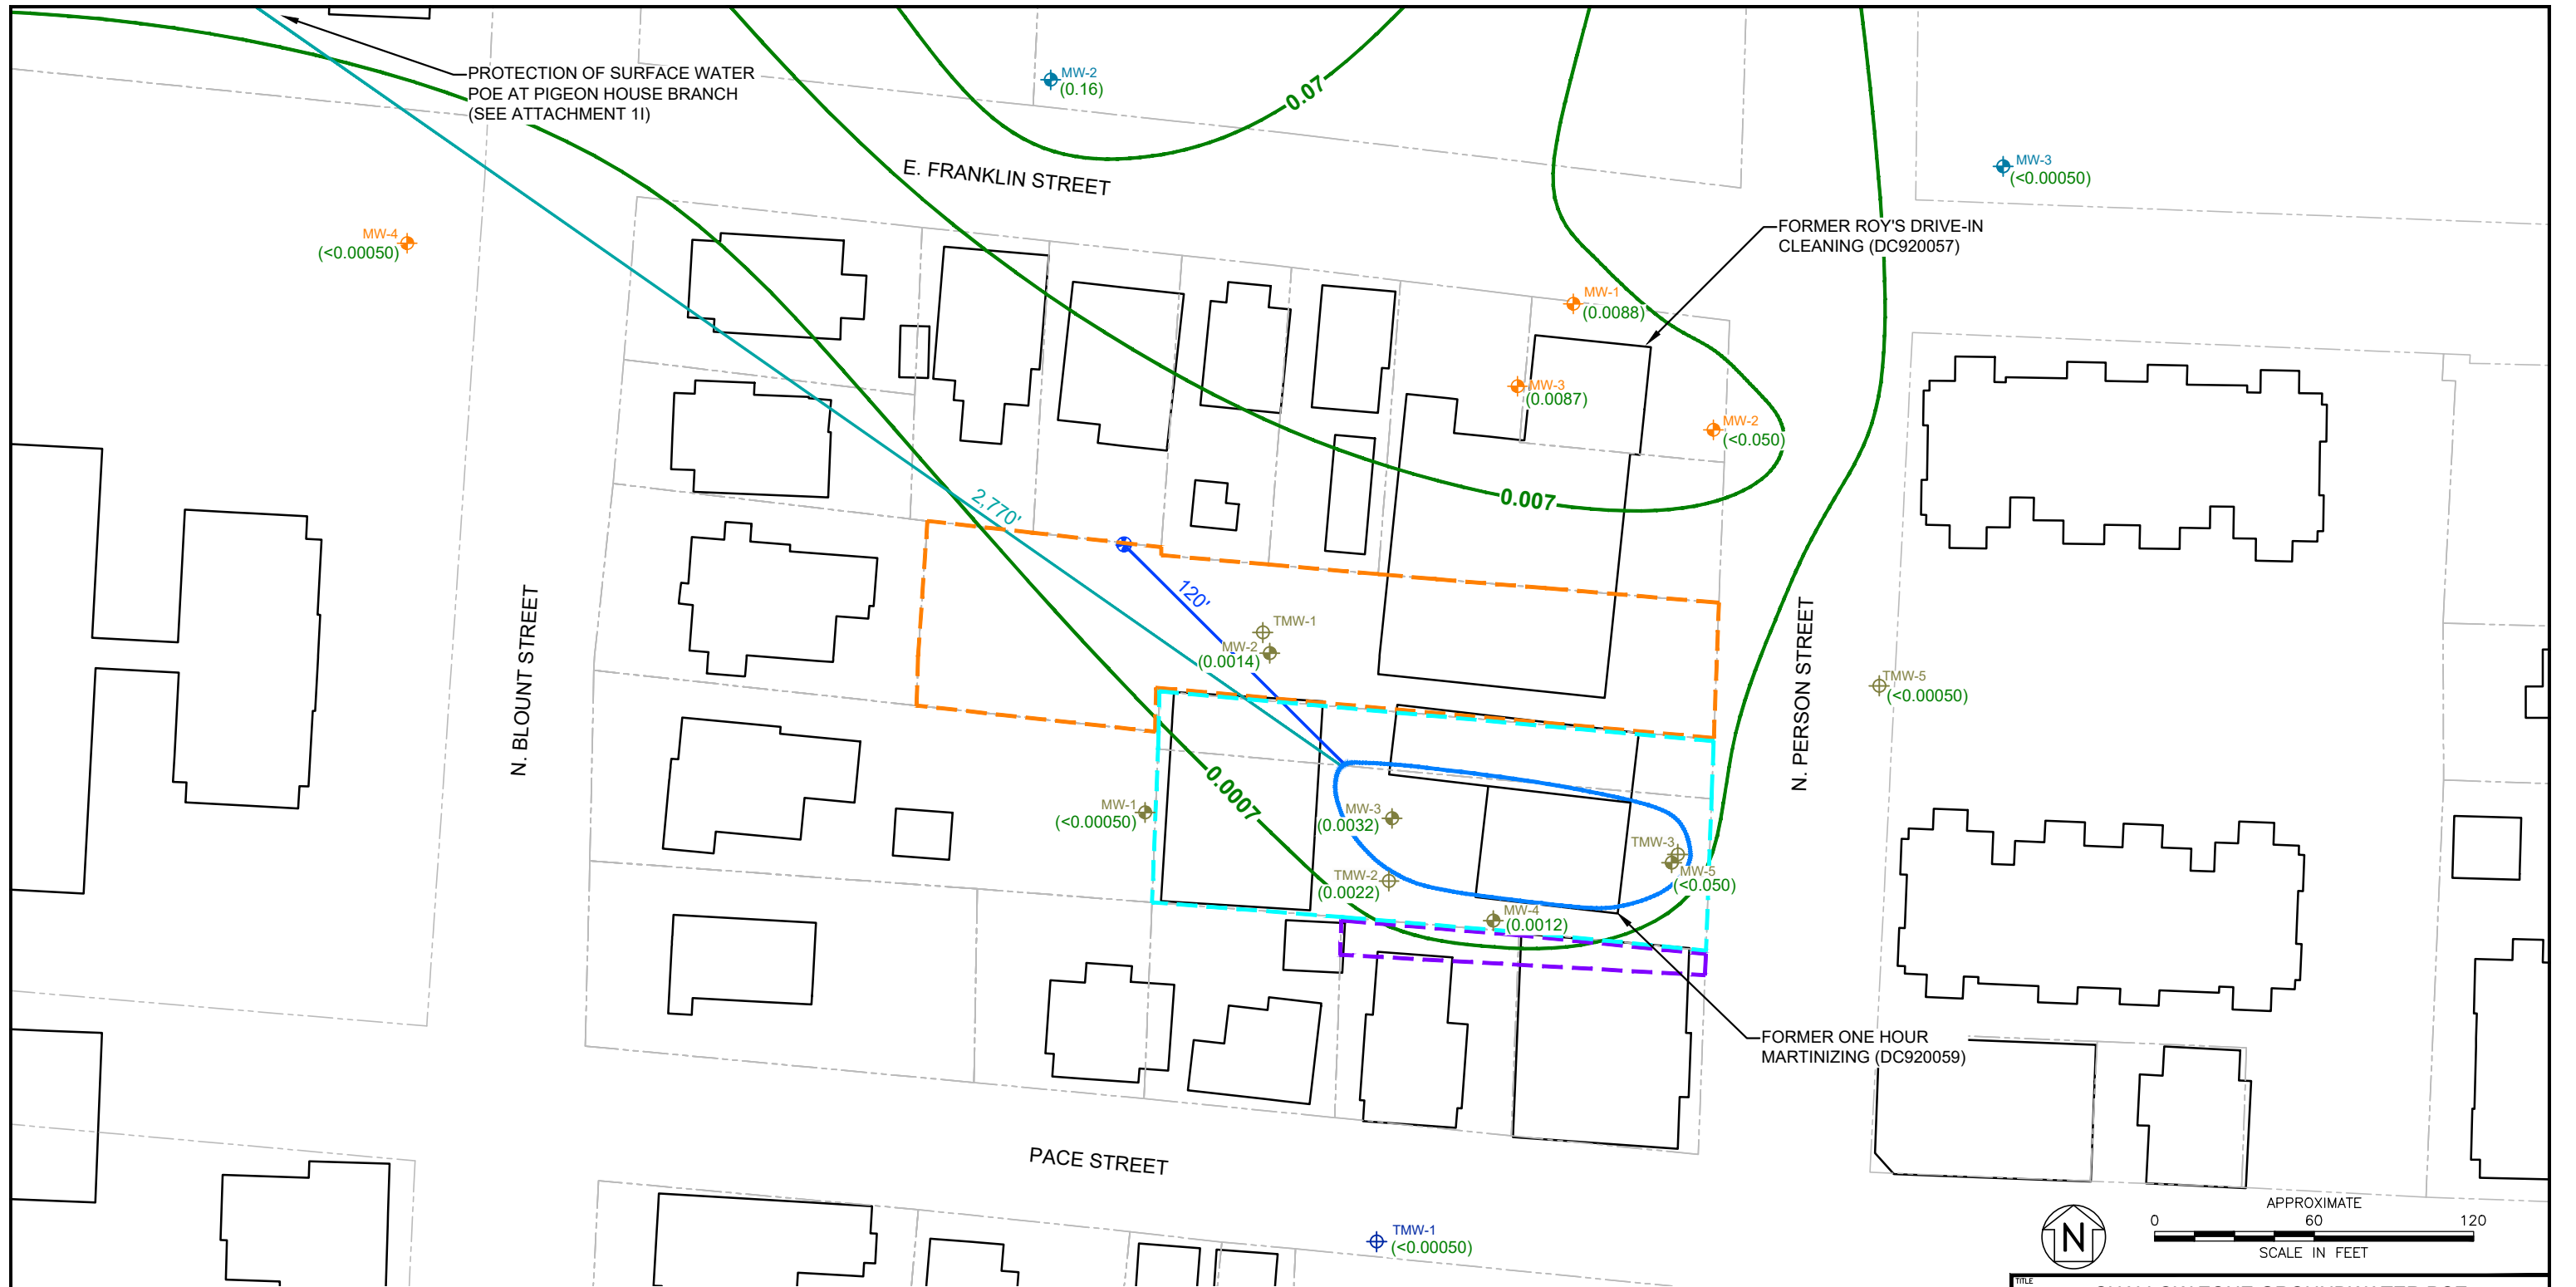 PROTECTION OF SURFACE WATER
POE AT PIGEON HOUSE BRANCH
(SEE ATTACHMENT 1I)
MW-2
(0.16)
0.07
E. FRANKLIN STREET
MW-3
(<0.00050)
MW-4
(<0.00050)
FORMER ROY'S DRIVE-IN
CLEANING (DC920057)
MW-1
(0.0088)
MW-3
(0.0087)
MW-2
(<0.050)
0.007
2,770'
120'
N. BLOUNT STREET
N. PERSON STREET
TMW-1
MW-2
(0.0014)
TMW-5
(<0.00050)
0.0007
MW-1
(<0.00050)
MW-3
(0.0032)
TMW-3
MW-5
(<0.050)
TMW-2
(0.0022)
MW-4
(0.0012)
FORMER ONE HOUR
MARTINIZING (DC920059)
PACE STREET
TMW-1
(<0.00050)
N
APPROXIMATE
0 60 120
SCALE IN FEET
TITLE